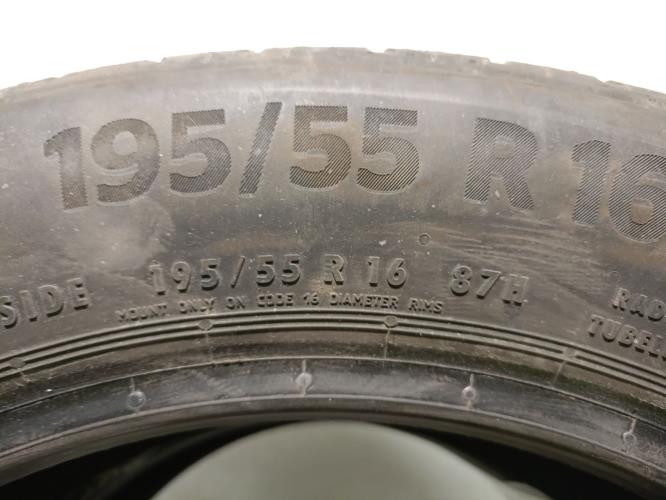 195/55 R 16
SIDE 195/55 R 16 87H
MOUNT ONLY ON CODE 16 DIAMETER RIMS